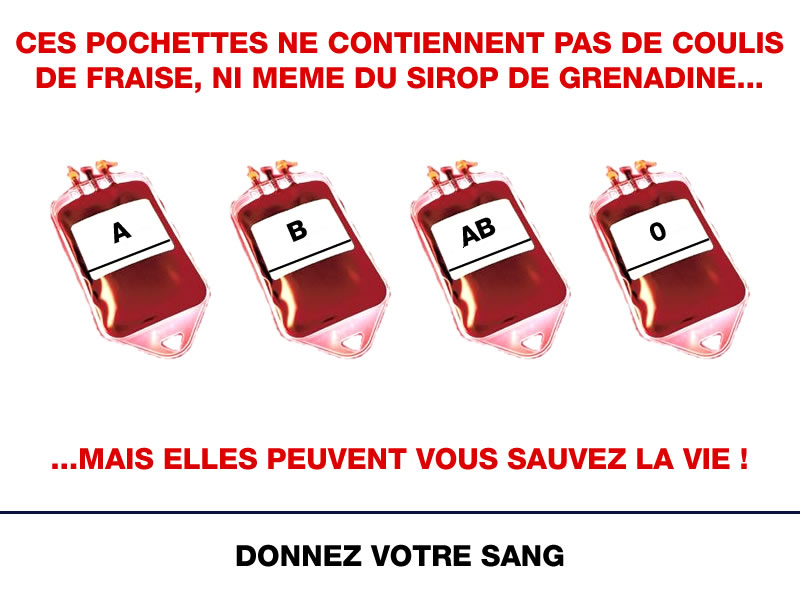 CES POCHETTES NE CONTIENNENT PAS DE COULIS
DE FRAISE, NI MEME DU SIROP DE GRENADINE...
A
B
AB
0
...MAIS ELLES PEUVENT VOUS SAUVEZ LA VIE !
DONNEZ VOTRE SANG